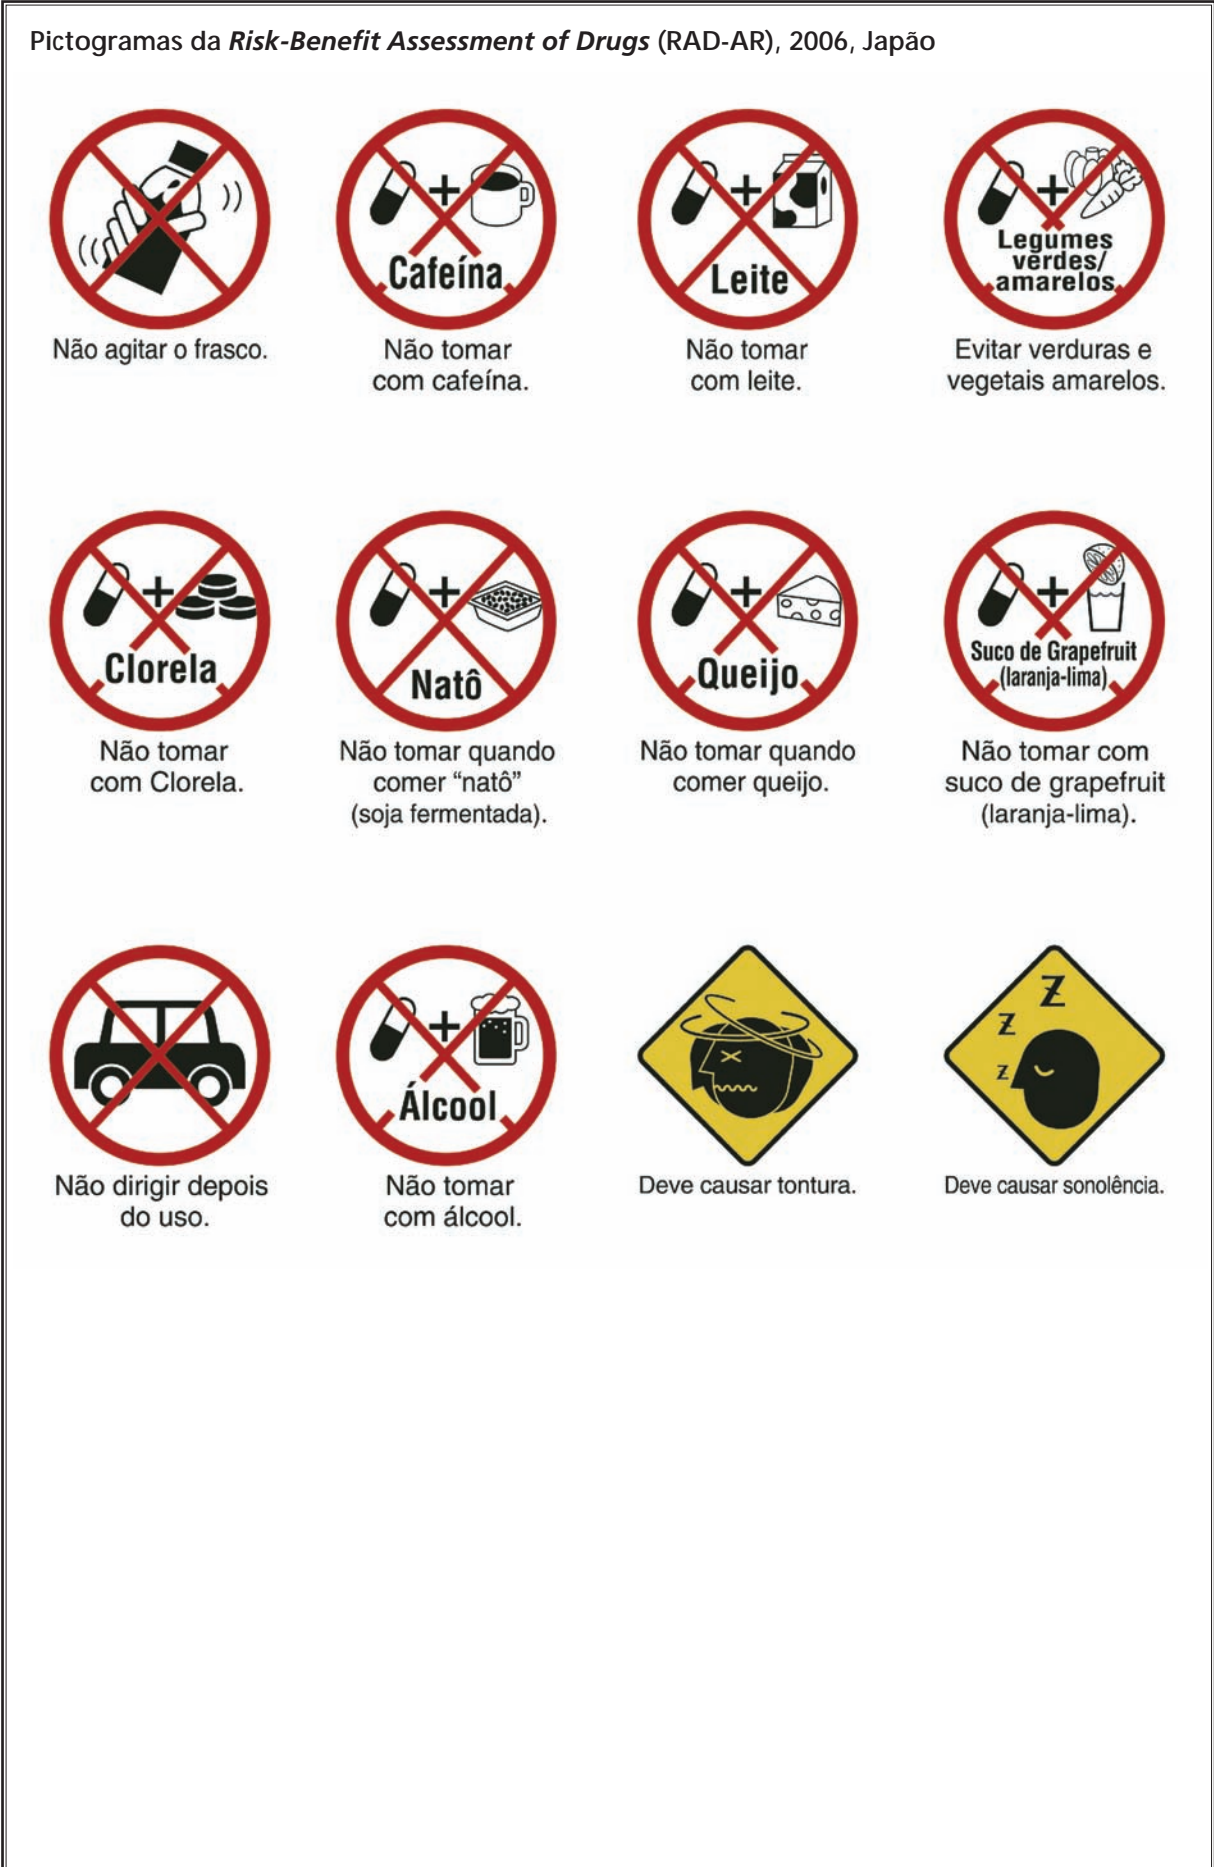 Pictogramas da Risk-Benefit Assessment of Drugs (RAD-AR), 2006, Japão
Não agitar o frasco.
Cafeína
Não tomar
com cafeína.
Leite
Não tomar
com leite.
Legumes
verdes/
amarelos
Evitar verduras e
vegetais amarelos.
Clorela
Não tomar
com Clorela.
Natô
Não tomar quando
comer “natô”
(soja fermentada).
Queijo
Não tomar quando
comer queijo.
Suco de Grapefruit
(laranja-lima)
Não tomar com
suco de grapefruit
(laranja-lima).
Não dirigir depois
do uso.
Álcool
Não tomar
com álcool.
Deve causar tontura.
Z
Z
Z
Deve causar sonolência.